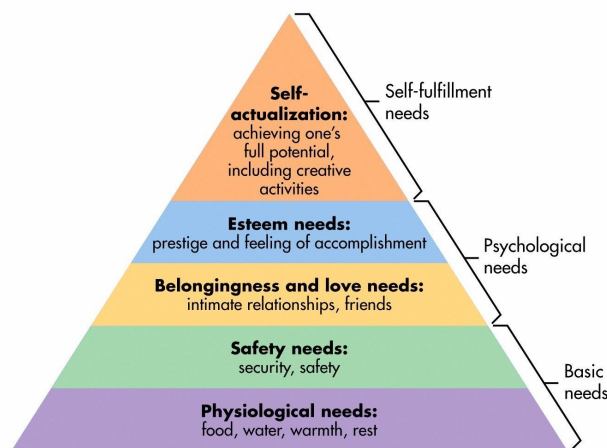 Self-
actualization:
achieving one's
full potential,
including creative
activities
Self-fulfillment
needs
Esteem needs:
prestige and feeling of accomplishment
Psychological
needs
Belongingness and love needs:
intimate relationships, friends
Safety needs:
security, safety
Basic
needs
Physiological needs:
food, water, warmth, rest